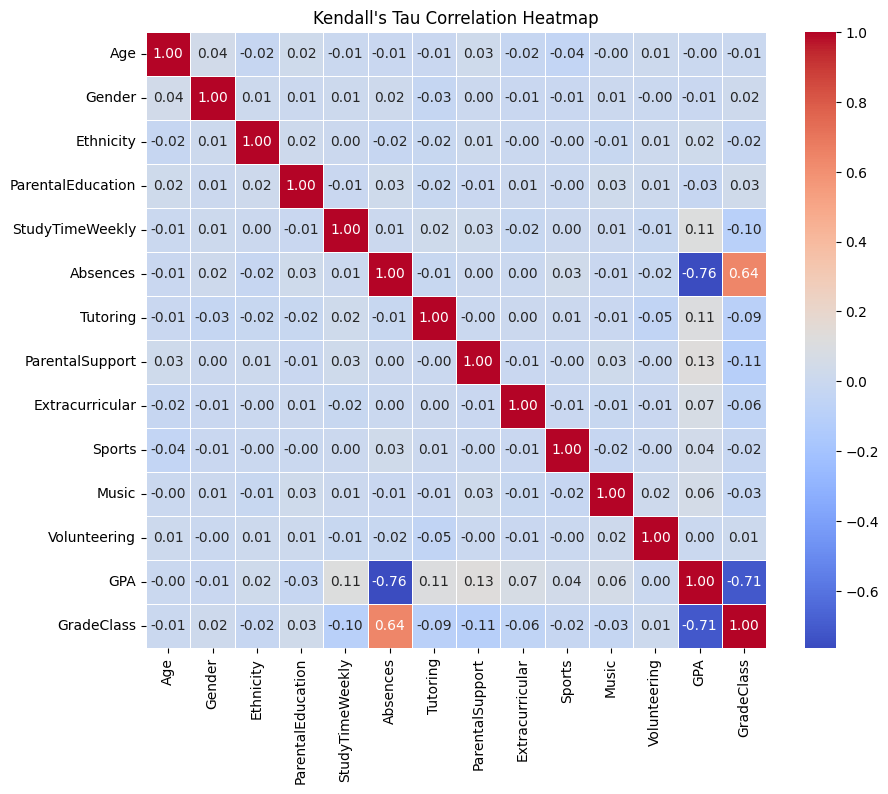 Kendall's Tau Correlation Heatmap
Age 1.00 0.04 -0.02 0.02 -0.01 -0.01 -0.01 0.03 -0.02 -0.04 -0.00 0.01 -0.00 -0.01
Gender 0.04 1.00 0.01 0.01 0.01 0.02 -0.03 0.00 -0.01 -0.01 0.01 -0.00 -0.01 0.02
Ethnicity -0.02 0.01 1.00 0.02 0.00 -0.02 -0.02 0.01 -0.00 -0.00 -0.01 0.01 0.02 -0.02
ParentalEducation 0.02 0.01 0.02 1.00 -0.01 0.03 -0.02 -0.01 0.01 -0.00 0.03 0.01 -0.03 0.03
StudyTimeWeekly -0.01 0.01 0.00 -0.01 1.00 0.01 0.02 0.03 -0.02 0.00 0.01 -0.01 0.11 -0.10
Absences -0.01 0.02 -0.02 0.03 0.01 1.00 -0.01 0.00 0.00 0.03 -0.01 -0.02 -0.76 0.64
Tutoring -0.01 -0.03 -0.02 -0.02 0.02 -0.01 1.00 -0.00 0.00 0.01 -0.01 -0.05 0.11 -0.09
ParentalSupport 0.03 0.00 0.01 -0.01 0.03 0.00 -0.00 1.00 -0.01 -0.00 0.03 -0.00 0.13 -0.11
Extracurricular -0.02 -0.01 -0.00 0.01 -0.02 0.00 0.00 -0.01 1.00 -0.01 -0.01 -0.01 0.07 -0.06
Sports -0.04 -0.01 -0.00 -0.00 0.00 0.03 0.01 -0.00 -0.01 1.00 -0.02 -0.00 0.04 -0.02
Music -0.00 0.01 -0.01 0.03 0.01 -0.01 -0.01 0.03 -0.01 -0.02 1.00 0.02 0.06 -0.03
Volunteering 0.01 -0.00 0.01 0.01 -0.01 -0.02 -0.05 -0.00 -0.01 -0.00 0.02 1.00 0.00 0.01
GPA -0.00 -0.01 0.02 -0.03 0.11 -0.76 0.11 0.13 0.07 0.04 0.06 0.00 1.00 -0.71
GradeClass -0.01 0.02 -0.02 0.03 -0.10 0.64 -0.09 -0.11 -0.06 -0.02 -0.03 0.01 -0.71 1.00
Age
Gender
Ethnicity
ParentalEducation
StudyTimeWeekly
Absences
Tutoring
ParentalSupport
Extracurricular
Sports
Music
Volunteering
GPA
GradeClass
1.0
0.8
0.6
0.4
0.2
0.0
−0.2
−0.4
−0.6